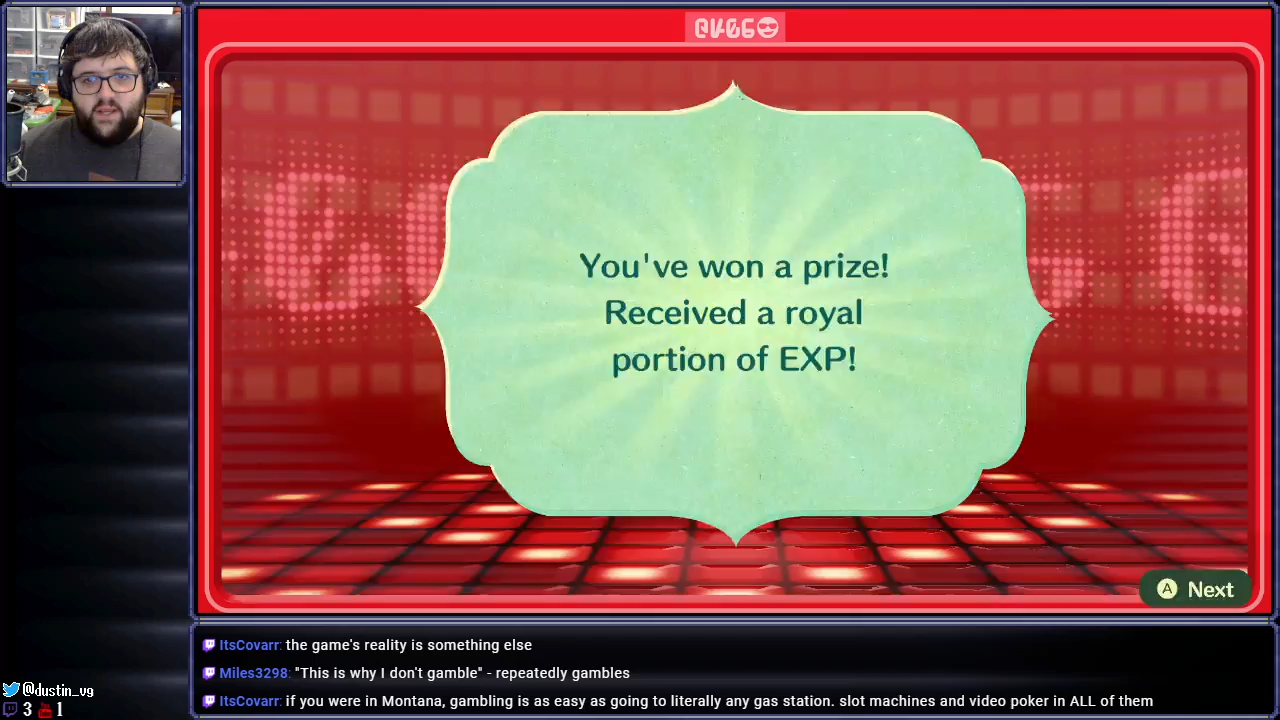 You've won a prize!
Received a royal
portion of EXP!
A Next
ItsCovarr: the game's reality is something else
Miles3298: "This is why I don't gamble" - repeatedly gambles
ItsCovarr: if you were in Montana, gambling is as easy as going to literally any gas station. slot machines and video poker in ALL of them
@dustin_vg
3 1